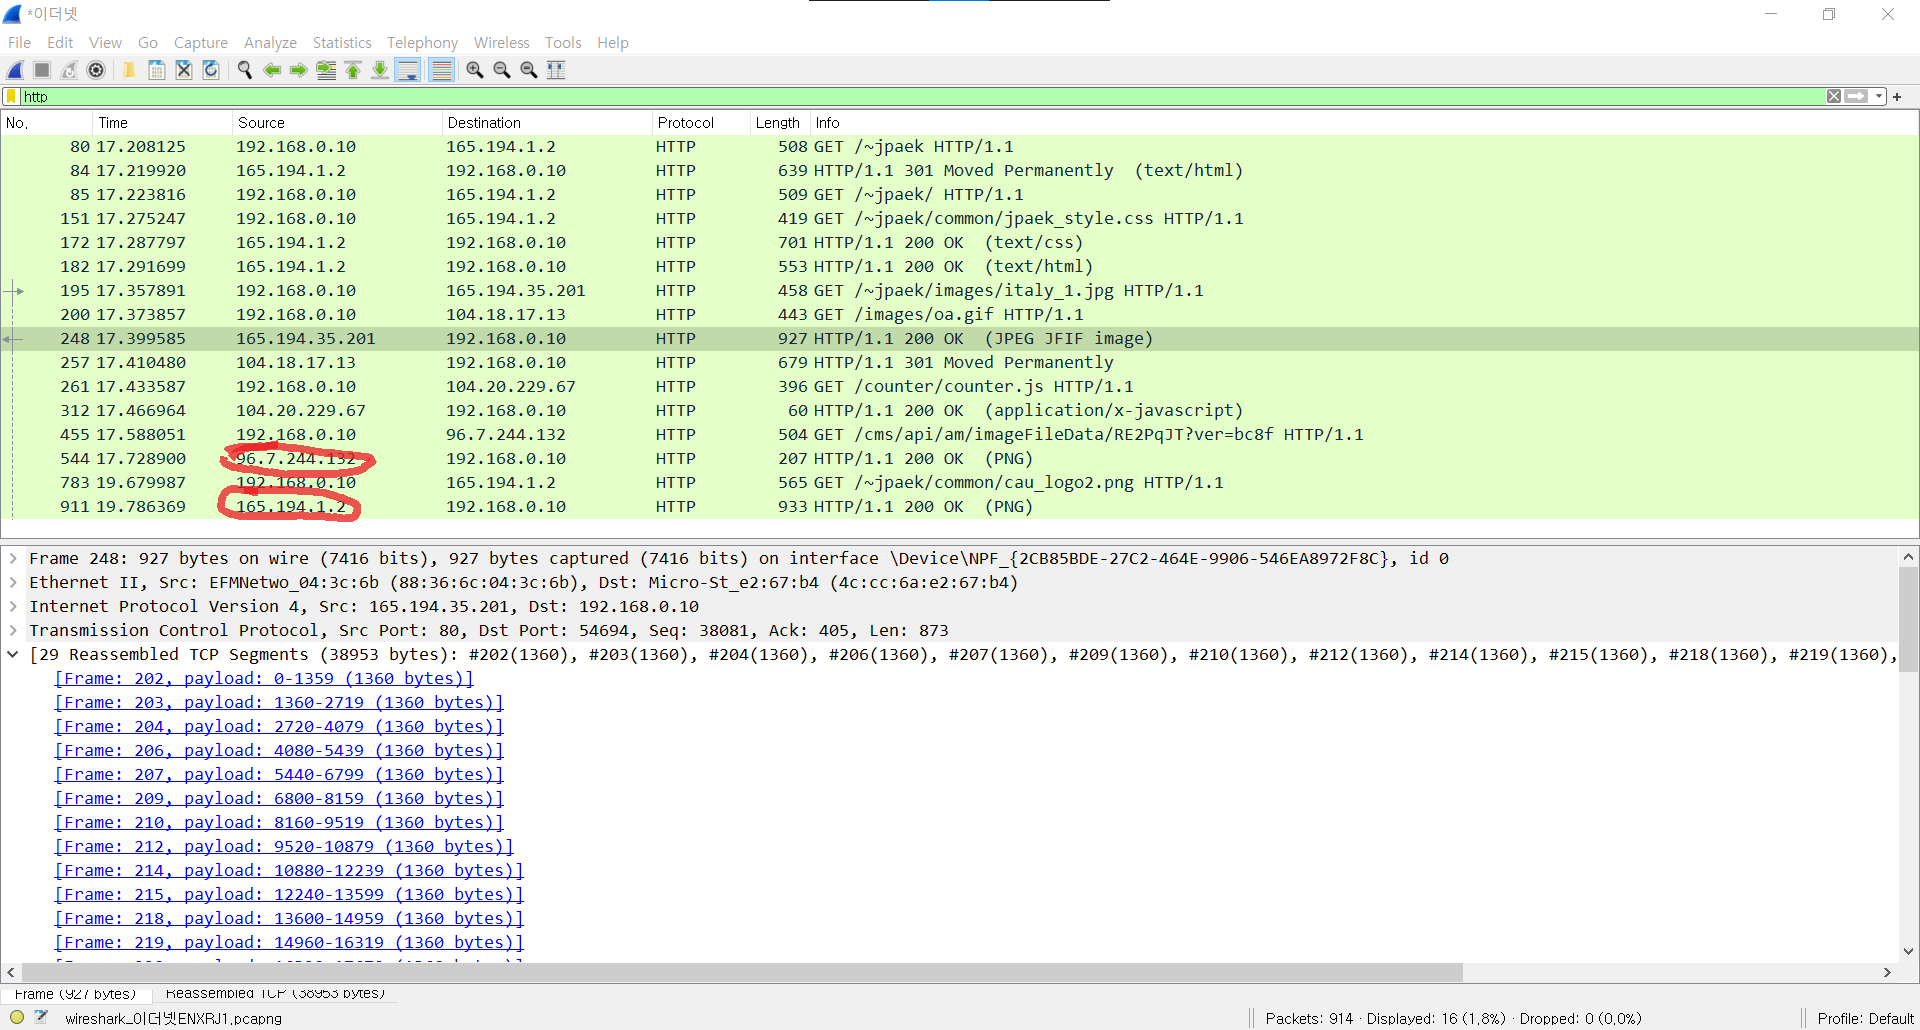 *이더넷
File Edit View Go Capture Analyze Statistics Telephony Wireless Tools Help
http
No. Time Source Destination Protocol Length Info
80 17.208125 192.168.0.10 165.194.1.2 HTTP 508 GET /~jpaek HTTP/1.1
84 17.219920 165.194.1.2 192.168.0.10 HTTP 639 HTTP/1.1 301 Moved Permanently (text/html)
85 17.223816 192.168.0.10 165.194.1.2 HTTP 509 GET /~jpaek/ HTTP/1.1
151 17.275247 192.168.0.10 165.194.1.2 HTTP 419 GET /~jpaek/common/jpaek_style.css HTTP/1.1
172 17.287797 165.194.1.2 192.168.0.10 HTTP 701 HTTP/1.1 200 OK (text/css)
182 17.291699 165.194.1.2 192.168.0.10 HTTP 553 HTTP/1.1 200 OK (text/html)
195 17.357891 192.168.0.10 165.194.35.201 HTTP 458 GET /~jpaek/images/italy_1.jpg HTTP/1.1
200 17.373857 192.168.0.10 104.18.17.13 HTTP 443 GET /images/oa.gif HTTP/1.1
248 17.399585 165.194.35.201 192.168.0.10 HTTP 927 HTTP/1.1 200 OK (JPEG JFIF image)
257 17.410480 104.18.17.13 192.168.0.10 HTTP 679 HTTP/1.1 301 Moved Permanently
261 17.433587 192.168.0.10 104.20.229.67 HTTP 396 GET /counter/counter.js HTTP/1.1
312 17.466964 104.20.229.67 192.168.0.10 HTTP 60 HTTP/1.1 200 OK (application/x-javascript)
455 17.588051 192.168.0.10 96.7.244.132 HTTP 504 GET /cms/api/am/imageFileData/RE2PqJT?ver=bc8f HTTP/1.1
544 17.728900 96.7.244.132 192.168.0.10 HTTP 207 HTTP/1.1 200 OK (PNG)
783 19.679987 192.168.0.10 165.194.1.2 HTTP 565 GET /~jpaek/common/cau_logo2.png HTTP/1.1
911 19.786369 165.194.1.2 192.168.0.10 HTTP 933 HTTP/1.1 200 OK (PNG)
Frame 248: 927 bytes on wire (7416 bits), 927 bytes captured (7416 bits) on interface \Device\NPF_{2CB85BDE-27C2-464E-9906-546EA8972F8C}, id 0
Ethernet II, Src: EFMNetwo_04:3c:6b (88:36:6c:04:3c:6b), Dst: Micro-St_e2:67:b4 (4c:cc:6a:e2:67:b4)
Internet Protocol Version 4, Src: 165.194.35.201, Dst: 192.168.0.10
Transmission Control Protocol, Src Port: 80, Dst Port: 54694, Seq: 38081, Ack: 405, Len: 873
[29 Reassembled TCP Segments (38953 bytes): #202(1360), #203(1360), #204(1360), #206(1360), #207(1360), #209(1360), #210(1360), #212(1360), #214(1360), #215(1360), #218(1360), #219(1360),
[Frame: 202, payload: 0-1359 (1360 bytes)]
[Frame: 203, payload: 1360-2719 (1360 bytes)]
[Frame: 204, payload: 2720-4079 (1360 bytes)]
[Frame: 206, payload: 4080-5439 (1360 bytes)]
[Frame: 207, payload: 5440-6799 (1360 bytes)]
[Frame: 209, payload: 6800-8159 (1360 bytes)]
[Frame: 210, payload: 8160-9519 (1360 bytes)]
[Frame: 212, payload: 9520-10879 (1360 bytes)]
[Frame: 214, payload: 10880-12239 (1360 bytes)]
[Frame: 215, payload: 12240-13599 (1360 bytes)]
[Frame: 218, payload: 13600-14959 (1360 bytes)]
[Frame: 219, payload: 14960-16319 (1360 bytes)]
Frame (927 bytes) Reassembled TCP (38953 bytes)
wireshark_이더넷ENXRJ1.pcapng Packets: 914 · Displayed: 16 (1.8%) · Dropped: 0 (0.0%) Profile: Default